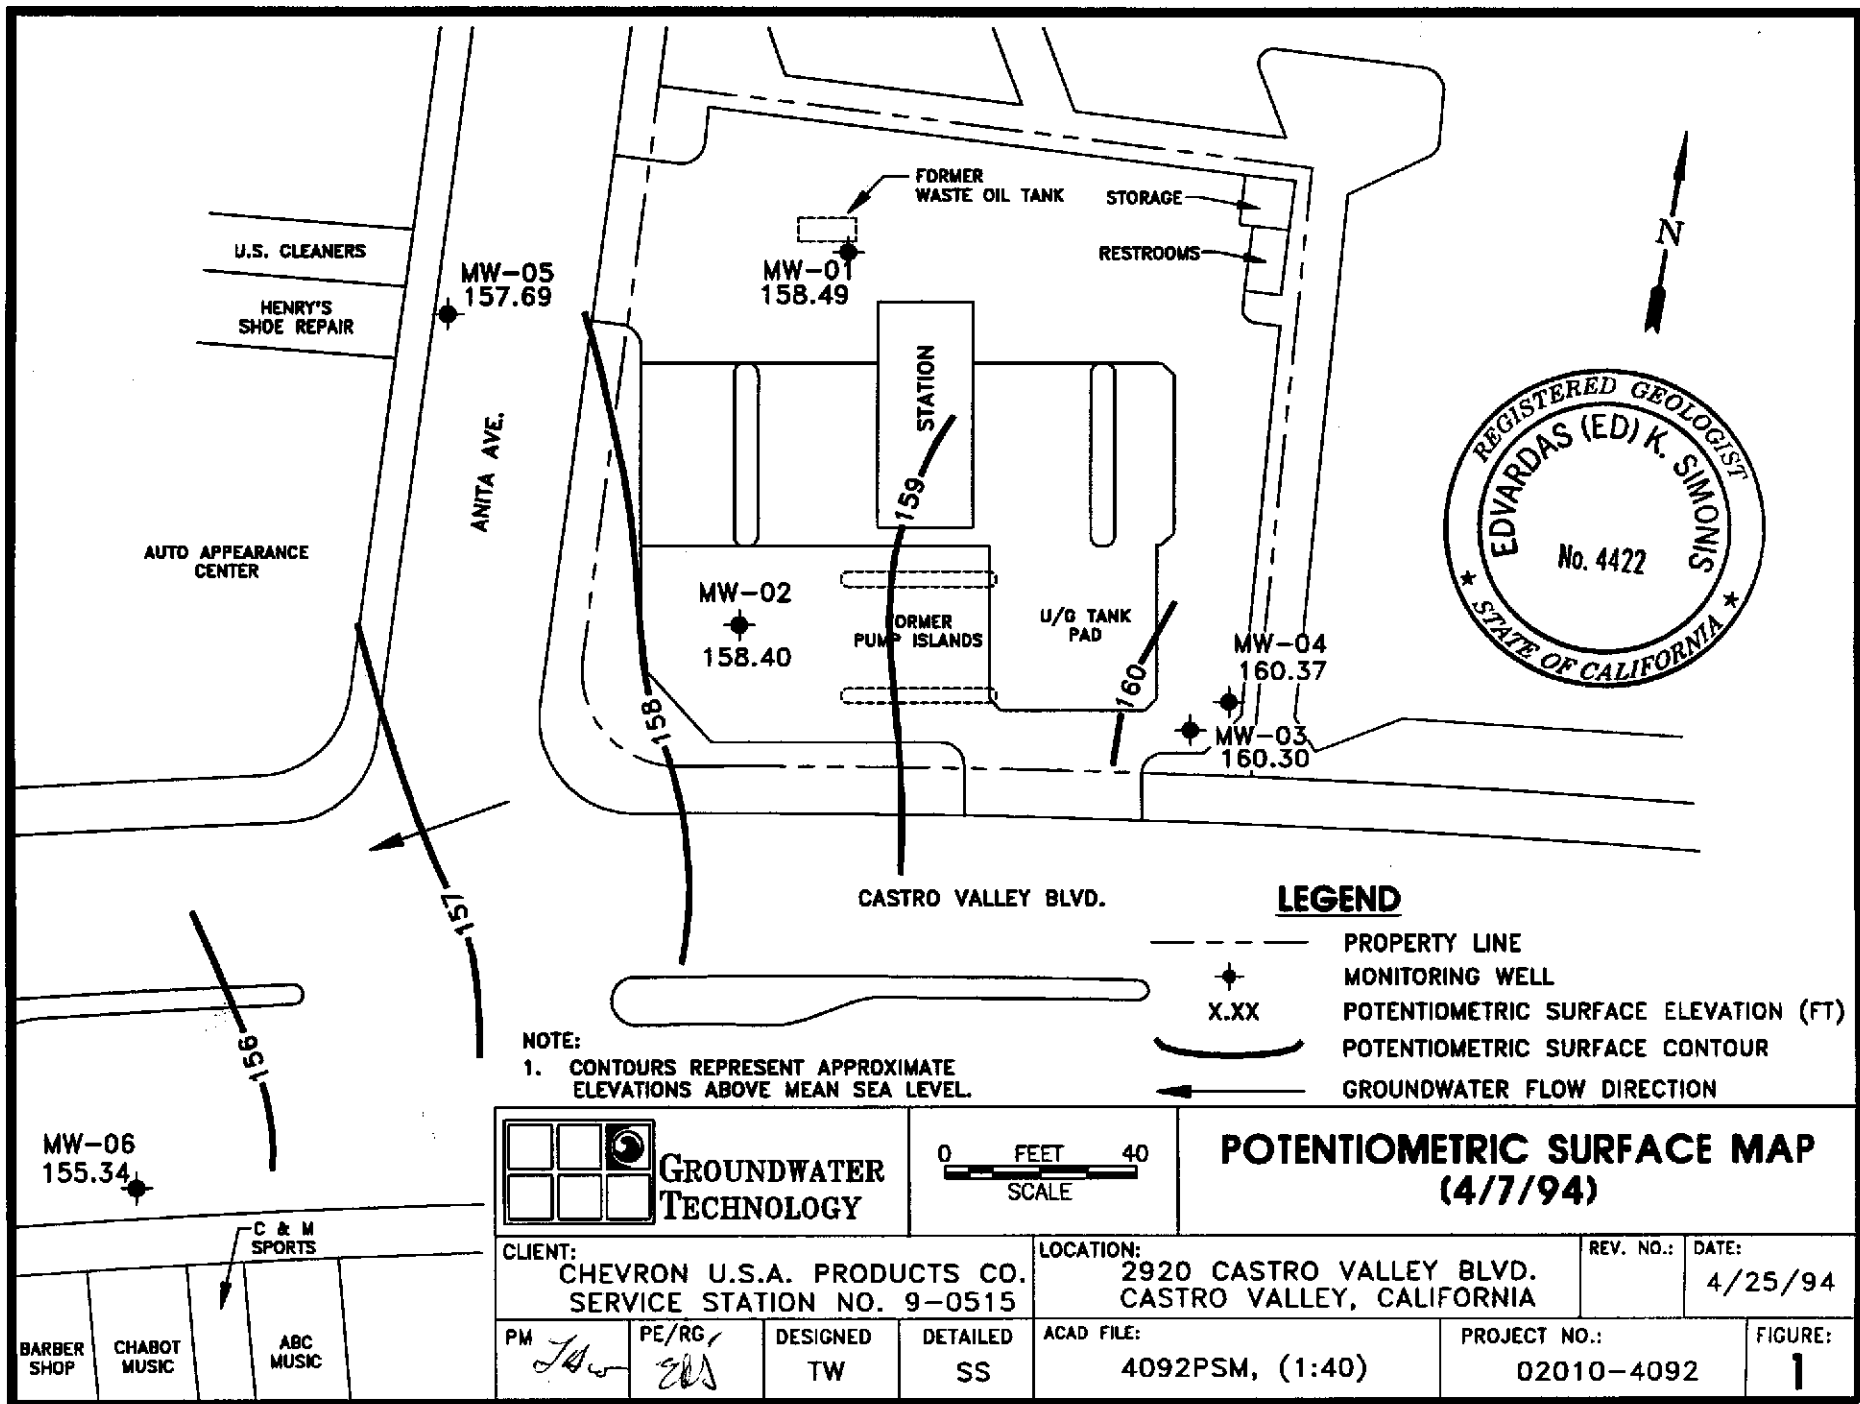 FORMER
WASTE OIL TANK
STORAGE
RESTROOMS
N
U.S. CLEANERS
HENRY'S
SHOE REPAIR
MW-05
157.69
MW-01
158.49
STATION
ANITA AVE.
159
AUTO APPEARANCE
CENTER
MW-02
158.40
FORMER
PUMP ISLANDS
U/G TANK
PAD
160
MW-04
160.37
MW-03
160.30
158
157
156
REGISTERED GEOLOGIST
EDVARDAS (ED) K. SIMONIS
No. 4422
★ STATE OF CALIFORNIA ★
CASTRO VALLEY BLVD.
LEGEND
PROPERTY LINE
MONITORING WELL
X.XX POTENTIOMETRIC SURFACE ELEVATION (FT)
POTENTIOMETRIC SURFACE CONTOUR
GROUNDWATER FLOW DIRECTION
NOTE:
1. CONTOURS REPRESENT APPROXIMATE
ELEVATIONS ABOVE MEAN SEA LEVEL.
MW-06
155.34
C & M
SPORTS
BARBER
SHOP
CHABOT
MUSIC
ABC
MUSIC
GROUNDWATER
TECHNOLOGY
0 FEET 40
SCALE
POTENTIOMETRIC SURFACE MAP
(4/7/94)
CLIENT:
CHEVRON U.S.A. PRODUCTS CO.
SERVICE STATION NO. 9-0515
LOCATION:
2920 CASTRO VALLEY BLVD.
CASTRO VALLEY, CALIFORNIA
REV. NO.:
DATE:
4/25/94
PM
PE/RG
DESIGNED
TW
DETAILED
SS
ACAD FILE:
4092PSM, (1:40)
PROJECT NO.:
02010-4092
FIGURE:
1